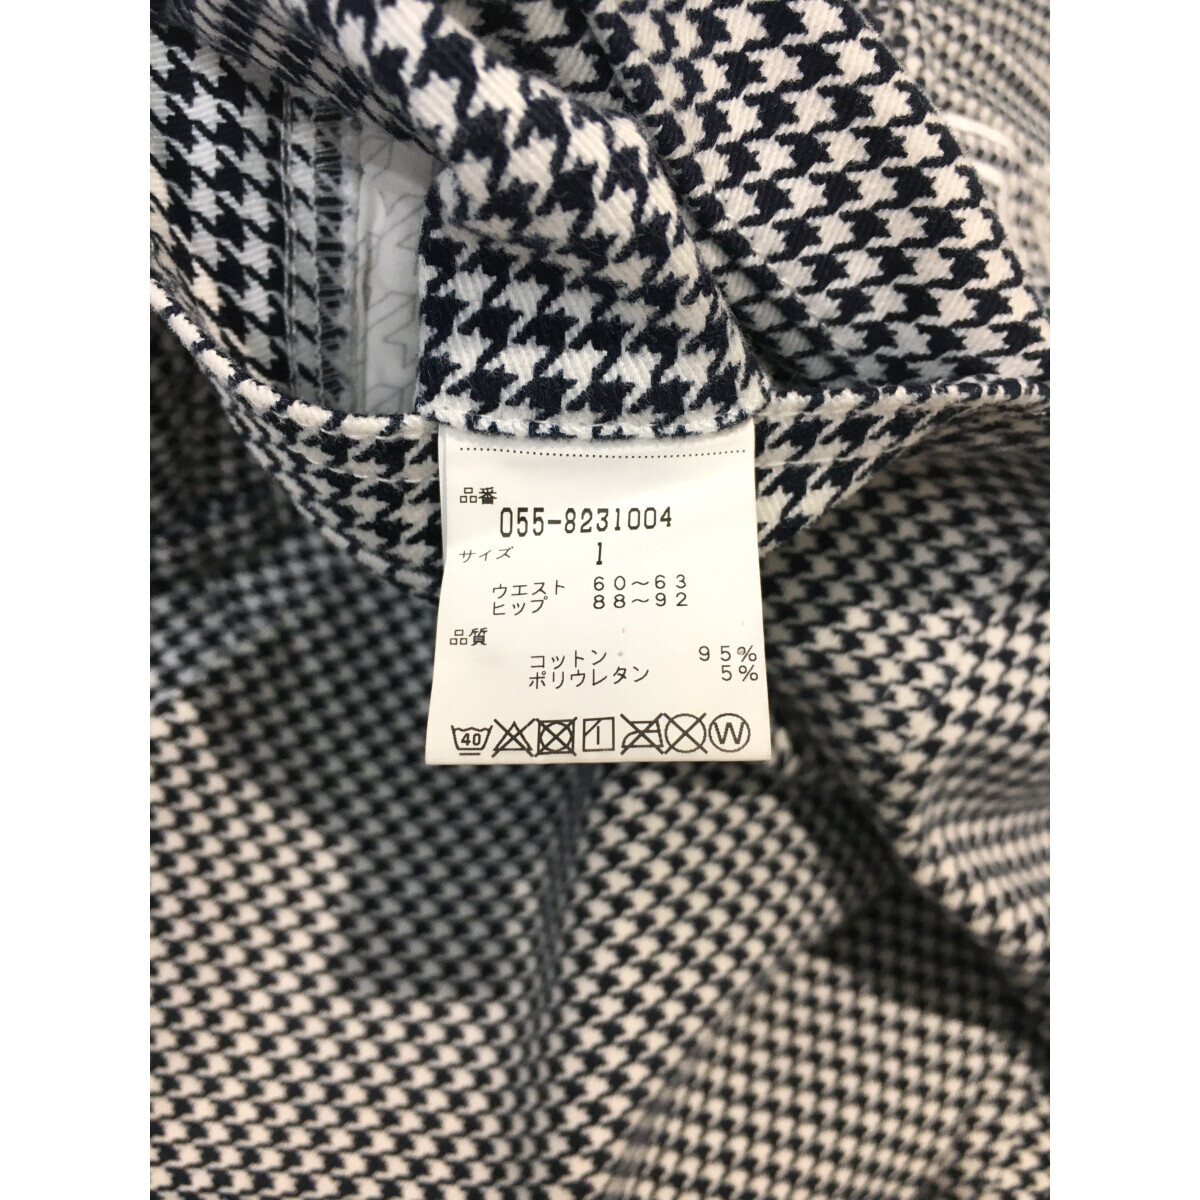 品番
055-8231004
サイズ 1
ウエスト 60～63
ヒップ 88～92
品質
コットン 95%
ポリウレタン 5%
40 W